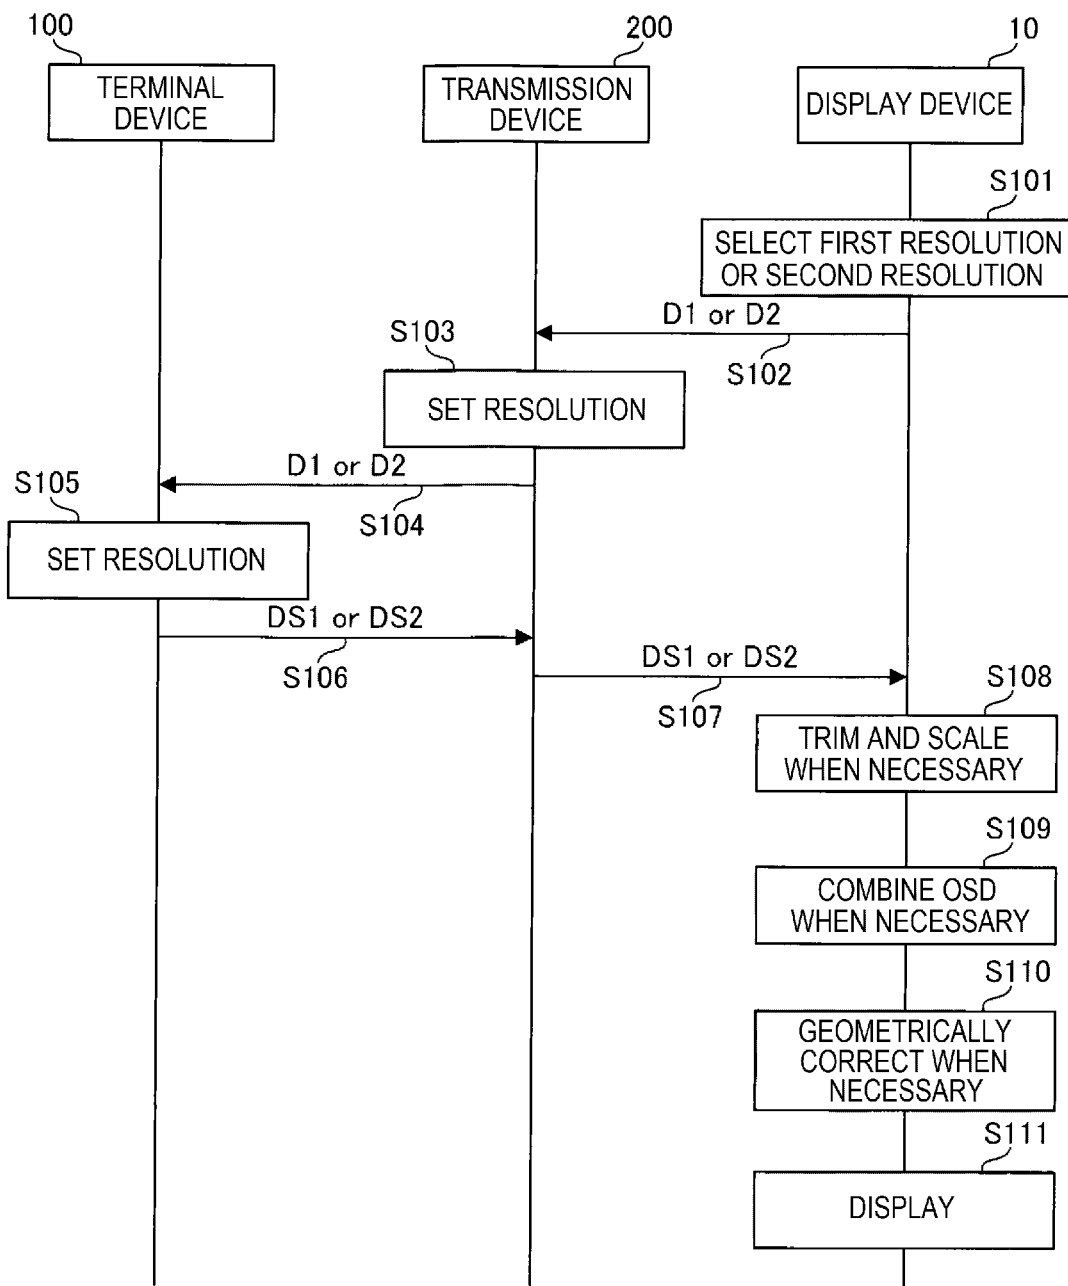 100
200
10
TERMINAL
DEVICE
TRANSMISSION
DEVICE
DISPLAY DEVICE
S101
SELECT FIRST RESOLUTION
OR SECOND RESOLUTION
D1 or D2
S102
S103
SET RESOLUTION
D1 or D2
S104
S105
SET RESOLUTION
DS1 or DS2
S106
DS1 or DS2
S107
S108
TRIM AND SCALE
WHEN NECESSARY
S109
COMBINE OSD
WHEN NECESSARY
S110
GEOMETRICALLY
CORRECT WHEN
NECESSARY
S111
DISPLAY